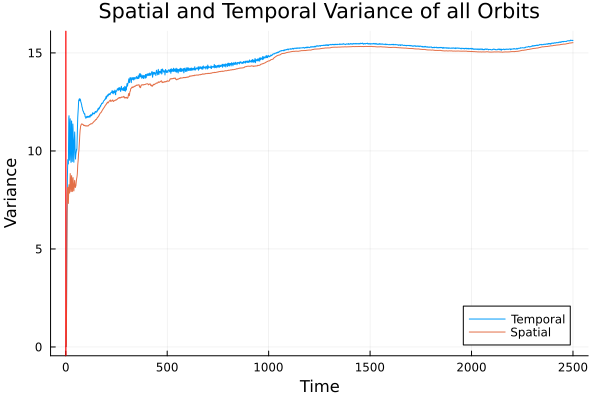 Spatial and Temporal Variance of all Orbits
15
10
5
0
Variance
0 500 1000 1500 2000 2500
Time
Temporal
Spatial